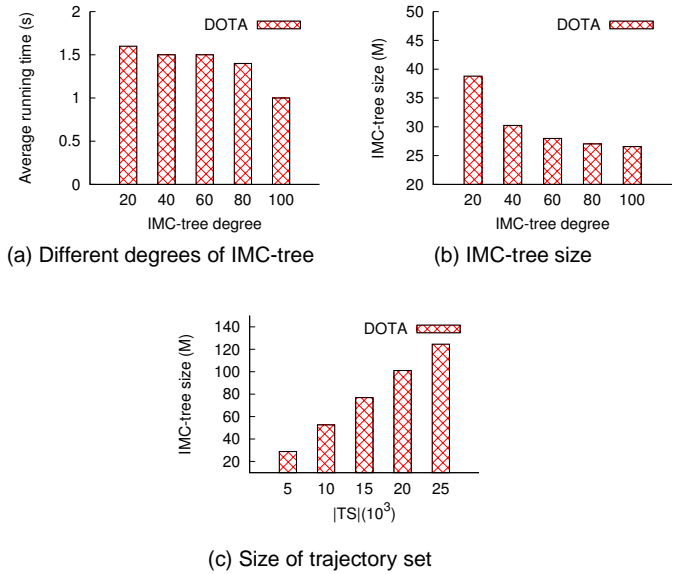 Average running time (s)
2
1.5
1
0.5
0
DOTA
20 40 60 80 100
IMC-tree degree
(a) Different degrees of IMC-tree
IMC-tree size (M)
50
45
40
35
30
25
20
DOTA
20 40 60 80 100
IMC-tree degree
(b) IMC-tree size
IMC-tree size (M)
140
120
100
80
60
40
20
DOTA
5 10 15 20 25
|TS|(10³)
(c) Size of trajectory set